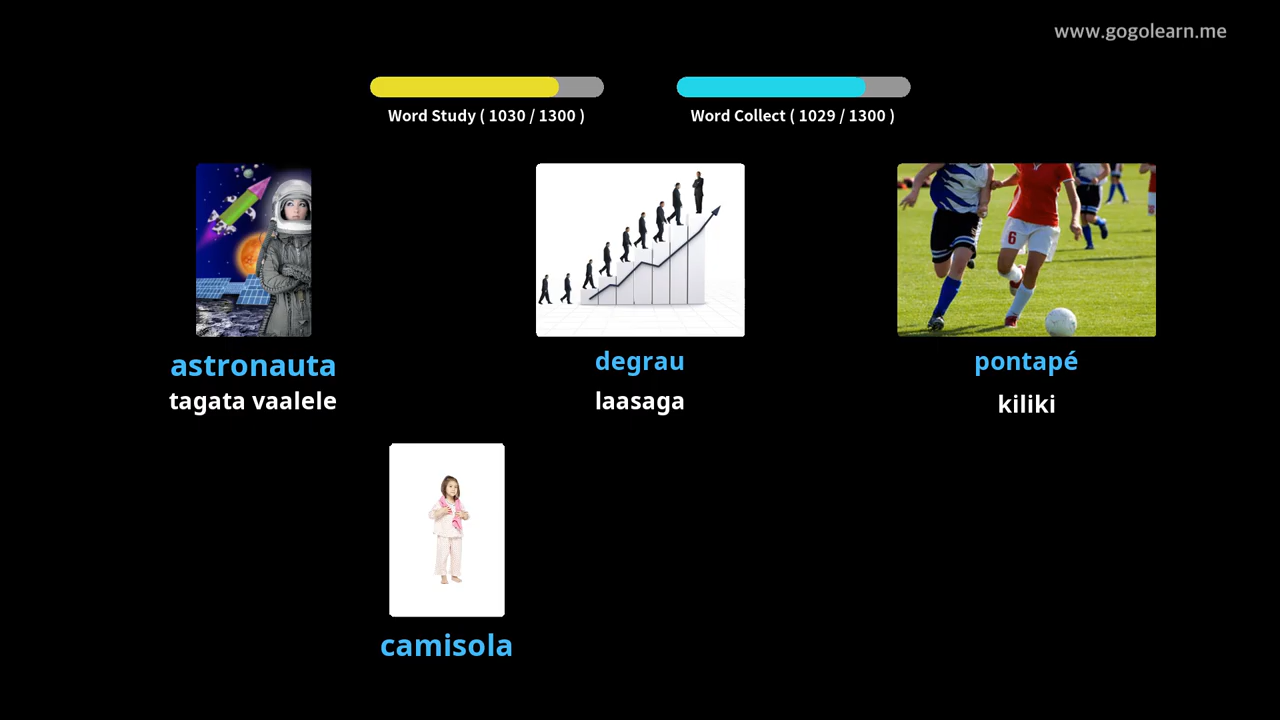 www.gogolearn.me
Word Study ( 1030 / 1300 )
Word Collect ( 1029 / 1300 )
astronauta
tagata vaalele
degrau
laasaga
6
pontapé
kiliki
camisola